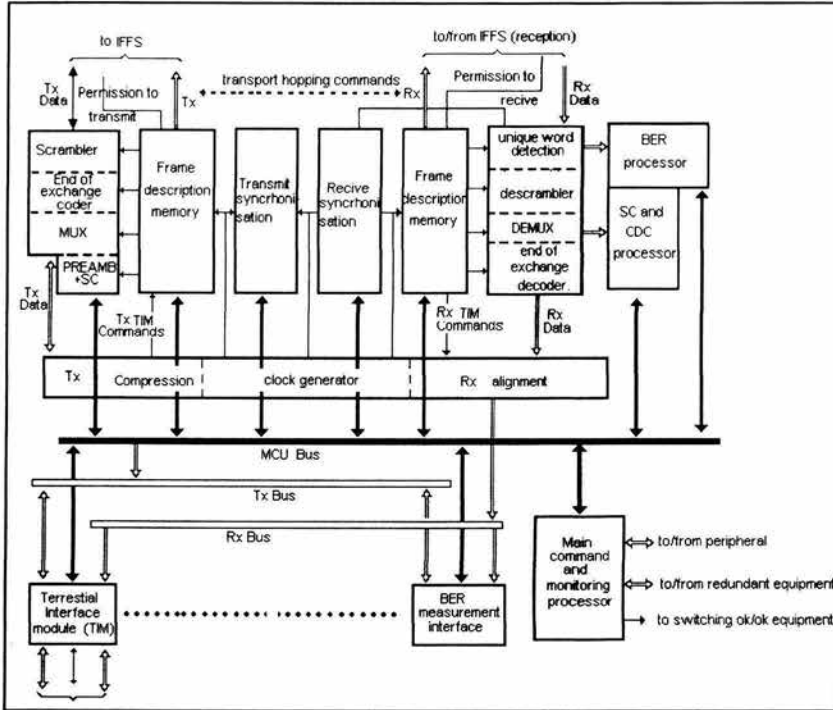 to IFFS
to/from IFFS (reception)
Tx
Data
Permission to
transmit
Tx
transport hopping commands
Rx
Permission to
recive
Rx
Data
Scrambler
End of
exchange
coder
MUX
PREAMB
+SC
Frame
description
memory
Transmit
syncrhoni
sation
Recive
syncrhoni
sation
Frame
description
memory
unique word
detection
descrambler
DEMUX
end of
exchange
decoder.
BER
processor
SC and
CDC
processor
Tx
Data
Tx TIM
Commands
Rx TIM
Commands
Rx
Data
Tx
Compression
clock generator
Rx alignment
MCU Bus
Tx Bus
Rx Bus
Terrestial
Interface
module (TIM)
BER
measurement
interface
Main
command
and
monitoring
processor
to/from peripheral
to/from redundant equipment
to switching ok/ok equipment